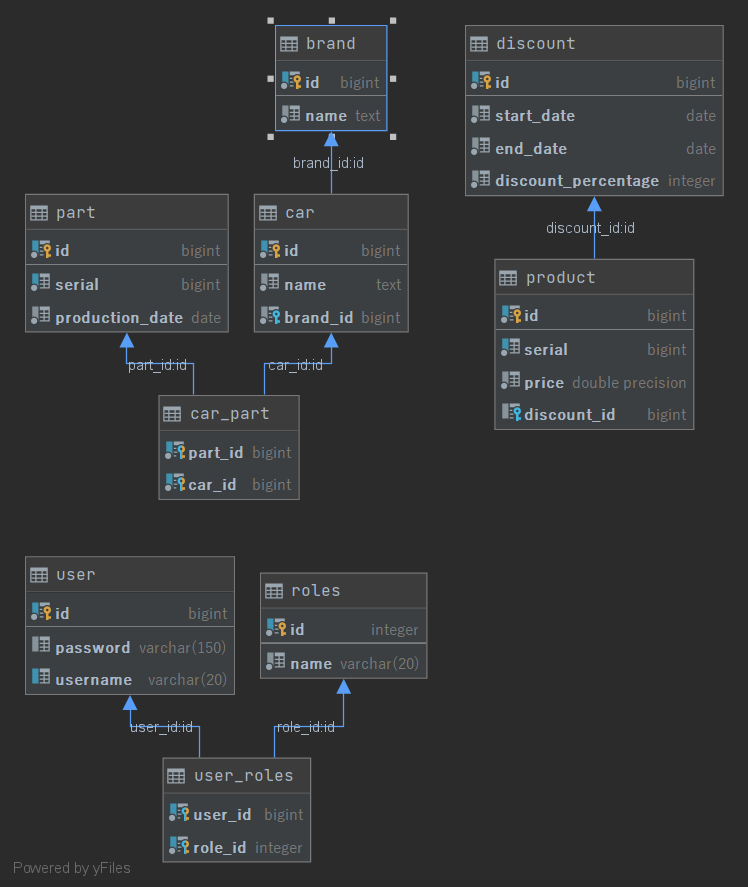 brand
id bigint
name text
brand_id:id
discount
id bigint
start_date date
end_date date
discount_percentage integer
discount_id:id
part
id bigint
serial bigint
production_date date
part_id:id
car
id bigint
name text
brand_id bigint
car_id:id
product
id bigint
serial bigint
price double precision
discount_id bigint
car_part
part_id bigint
car_id bigint
user
id bigint
password varchar(150)
username varchar(20)
user_id:id
roles
id integer
name varchar(20)
role_id:id
user_roles
user_id bigint
role_id integer
Powered by yFiles